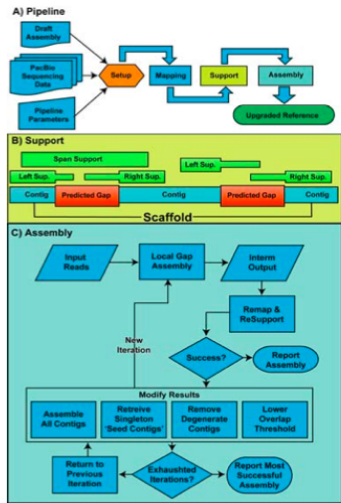 A) Pipeline
Draft
Assembly
PacBio
Sequencing
Data
Pipeline
Parameters
Setup
Mapping
Support
Assembly
Upgraded Reference
B) Support
Span Support
Left Sup.
Right Sup.
Left Sup.
Right Sup.
Contig
Predicted Gap
Contig
Predicted Gap
Contig
Scaffold
C) Assembly
Input
Reads
Local Gap
Assembly
Interm
Output
Remap &
ReSupport
New
Iteration
Success?
Report
Assembly
Modify Results
Assemble
All Contigs
Retreive
Singleton
'Seed Contigs'
Remove
Degenerate
Contigs
Lower
Overlap
Threshold
Return to
Previous
Iteration
Exhaushted
Iterations?
Report Most
Successful
Assembly